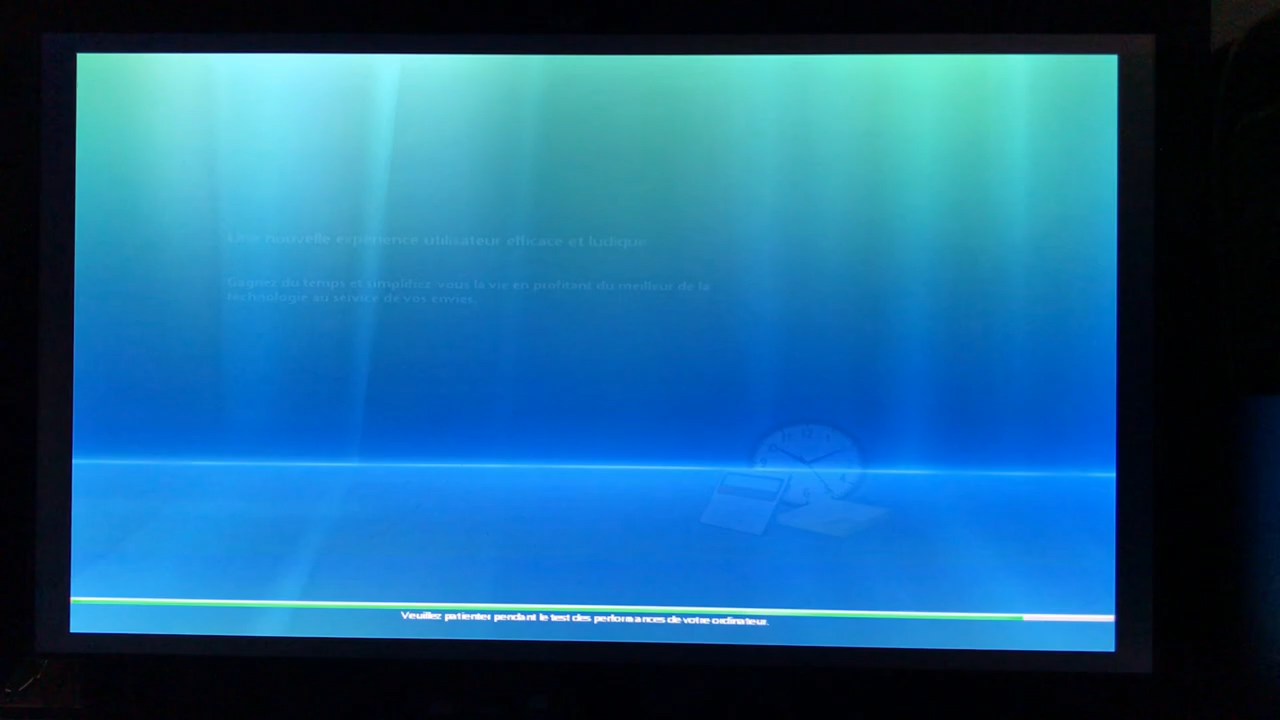 Une nouvelle expérience utilisateur efficace et ludique
Gagnez du temps et simplifiez-vous la vie en profitant du meilleur de la
technologie au service de vos envies.
Veuillez patienter pendant le test des performances de votre ordinateur.